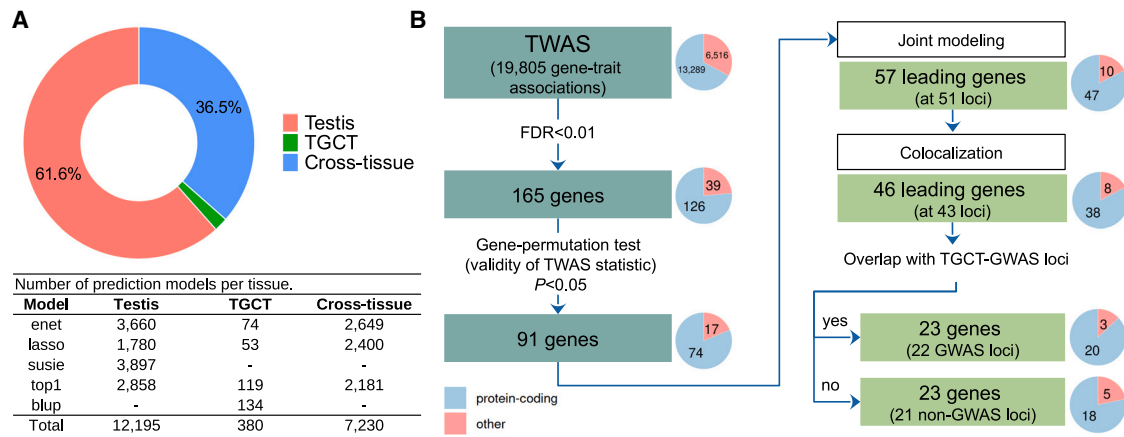 A
36.5%
61.6%
Testis
TGCT
Cross-tissue
Number of prediction models per tissue.
Model Testis TGCT Cross-tissue
enet 3,660 74 2,649
lasso 1,780 53 2,400
susie 3,897 - -
top1 2,858 119 2,181
blup - 134 -
Total 12,195 380 7,230
B
TWAS
(19,805 gene-trait
associations)
6,516
13,289
FDR<0.01
165 genes
39
126
Gene-permutation test
(validity of TWAS statistic)
P<0.05
91 genes
17
74
protein-coding
other
Joint modeling
57 leading genes
(at 51 loci)
10
47
Colocalization
46 leading genes
(at 43 loci)
8
38
Overlap with TGCT-GWAS loci
yes
23 genes
(22 GWAS loci)
3
20
no
23 genes
(21 non-GWAS loci)
5
18